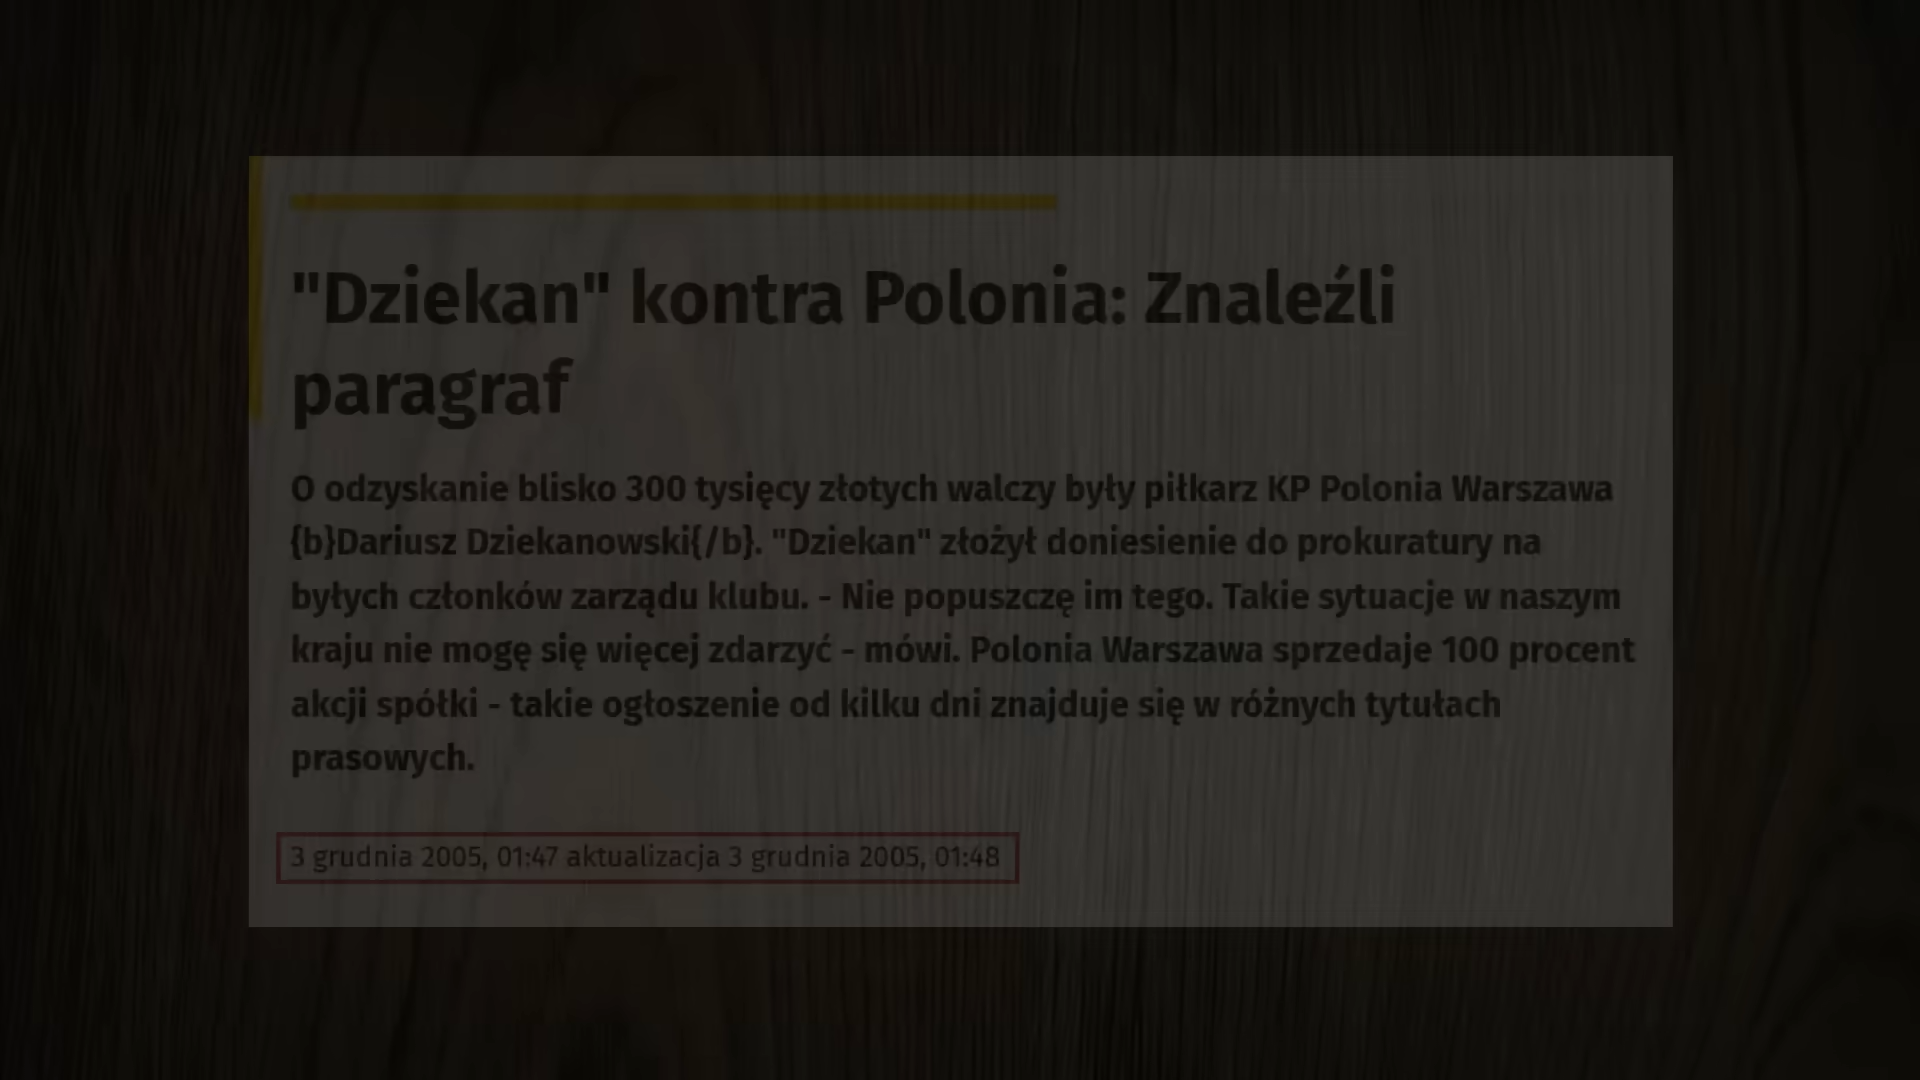 "Dziekan" kontra Polonia: Znaleźli
paragraf
O odzyskanie blisko 300 tysięcy złotych walczy były piłkarz KP Polonia Warszawa
{b}Dariusz Dziekanowski{/b}. "Dziekan" złożył doniesienie do prokuratury na
byłych członków zarządu klubu. - Nie popuszczę im tego. Takie sytuacje w naszym
kraju nie mogę się więcej zdarzyć - mówi. Polonia Warszawa sprzedaje 100 procent
akcji spółki - takie ogłoszenie od kilku dni znajduje się w różnych tytułach
prasowych.
3 grudnia 2005, 01:47 aktualizacja 3 grudnia 2005, 01:48